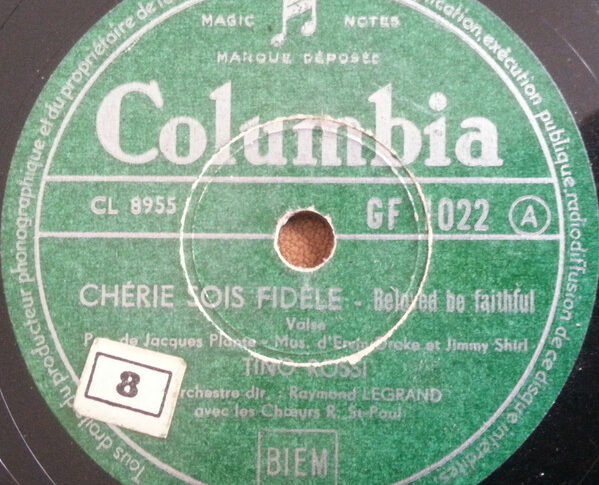 MAGIC NOTES
MARQUE DÉPOSÉE
Columbia
CL 8955
GF 1022 A
CHÉRIE SOIS FIDÈLE - Beloved be faithful
Valse
Par. de Jacques Plante - Mus. d'Ervin Drake et Jimmy Shirl
TINO ROSSI
Orchestre dir. : Raymond LEGRAND
avec les Chœurs R. St-Paul
8
BIEM
Tous droits du producteur phonographique et du propriétaire de
exécution publique radiodiffusion de ce disque interdites.